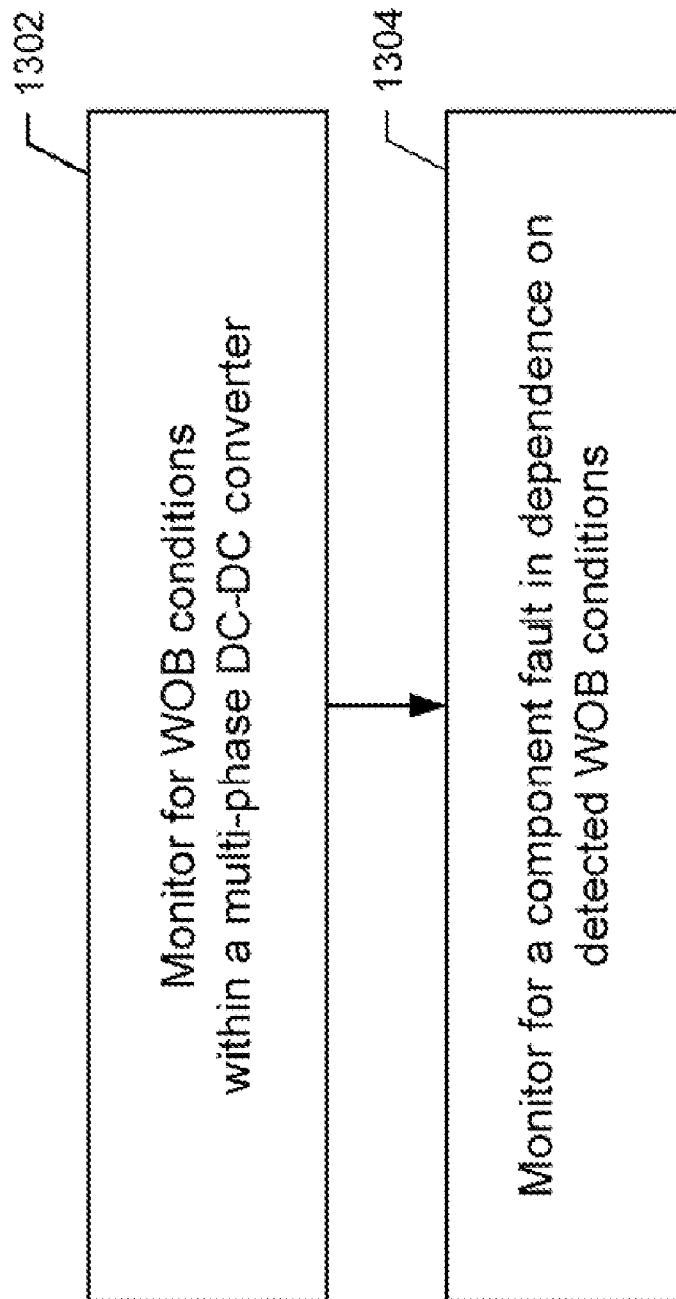 1302
Monitor for WOB conditions
within a multi-phase DC-DC converter
1304
Monitor for a component fault in dependence on
detected WOB conditions